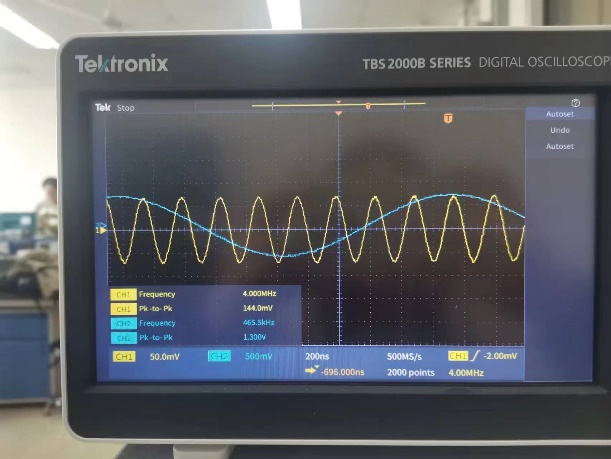 Tektronix TBS 2000B SERIES DIGITAL OSCILLOSCOP
Tek Stop
Autoset
Undo
Autoset
T
1
CH1 Frequency 4.000MHz
CH1 Pk-to-Pk 144.0mV
CH2 Frequency 465.5kHz
CH2 Pk-to-Pk 1.300V
CH1 50.0mV CH2 500mV 200ns 500MS/s CH1 -2.00mV
-696.000ns 2000 points 4.00MHz